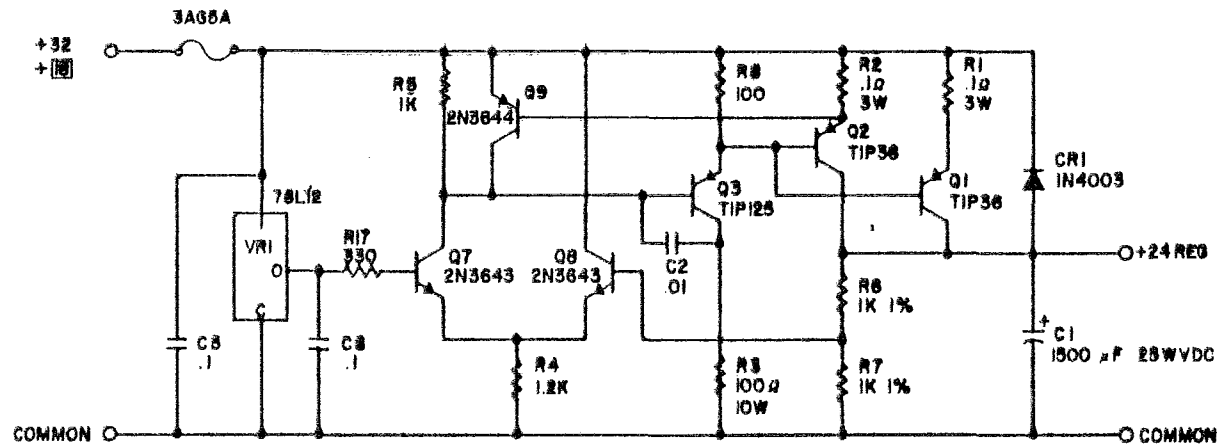 3AG5A
+32
R5
1K
Q9
2N3644
R8
100
R2
.1Ω
3W
R1
.1Ω
3W
Q2
TIP36
Q1
TIP36
Q3
TIP125
CR1
1N4003
78L12
VR1
O
C
R17
330
Q7
2N3643
Q8
2N3643
C2
.01
+24 REG
R6
1K 1%
C5
.1
C8
.1
R4
1.2K
R3
100Ω
10W
R7
1K 1%
+
C1
1500 µF 25WVDC
COMMON
COMMON